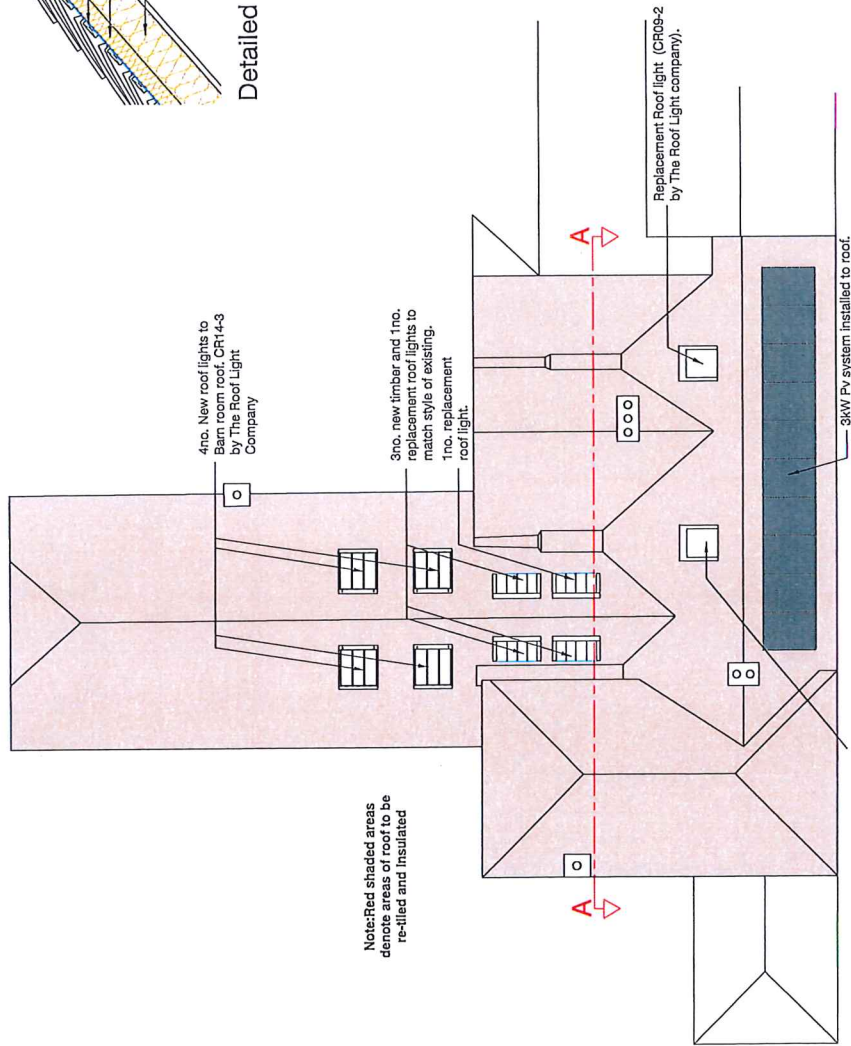 Detailed
4no. New roof lights to
Barn room roof, CR14-3
by The Roof Light
Company
3no. new timber and 1no.
replacement roof lights to
match style of existing.
1no. replacement
roof light.
Note:Red shaded areas
denote areas of roof to be
re-tiled and Insulated
A
A
Replacement Roof light (CR09-2
by The Roof Light company).
3kW Pv system installed to roof.